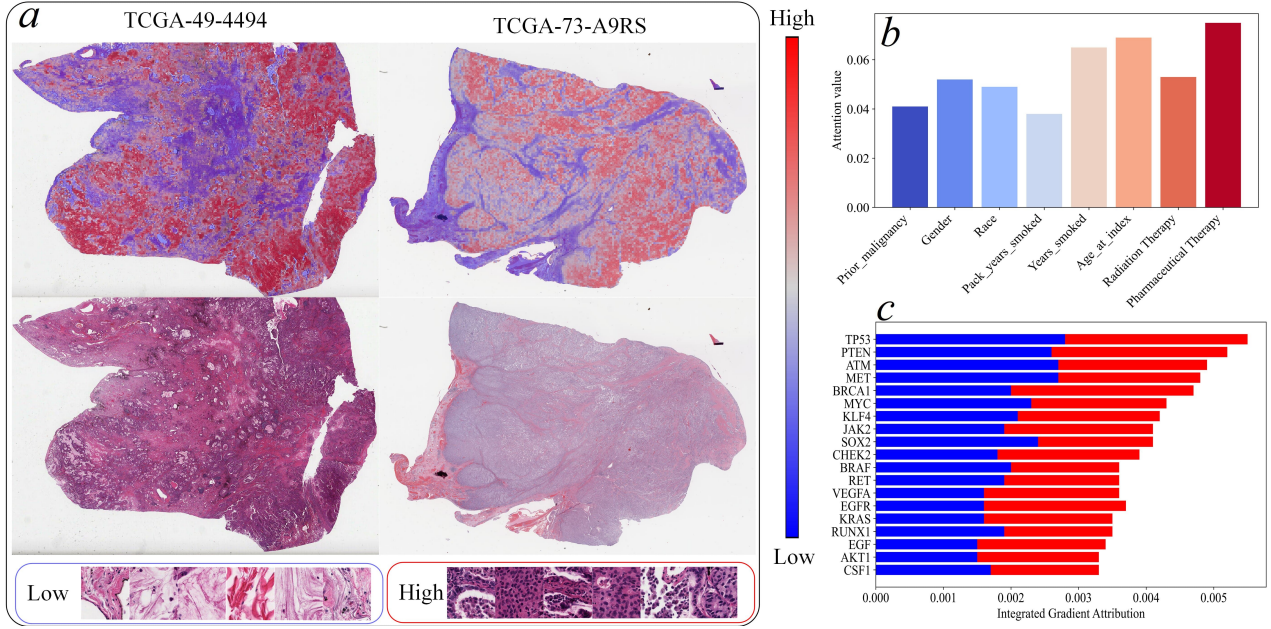 a
TCGA-49-4494
TCGA-73-A9RS
Low
High
High
Low
b
Attention value
0.06
0.04
0.02
0.00
Prior_malignancy
Gender
Race
Pack_years_smoked
Years_smoked
Age_at_index
Radiation Therapy
Pharmaceutical Therapy
c
TP53
PTEN
ATM
MET
BRCA1
MYC
KLF4
JAK2
SOX2
CHEK2
BRAF
RET
VEGFA
EGFR
KRAS
RUNX1
EGF
AKT1
CSF1
0.000 0.001 0.002 0.003 0.004 0.005
Integrated Gradient Attribution